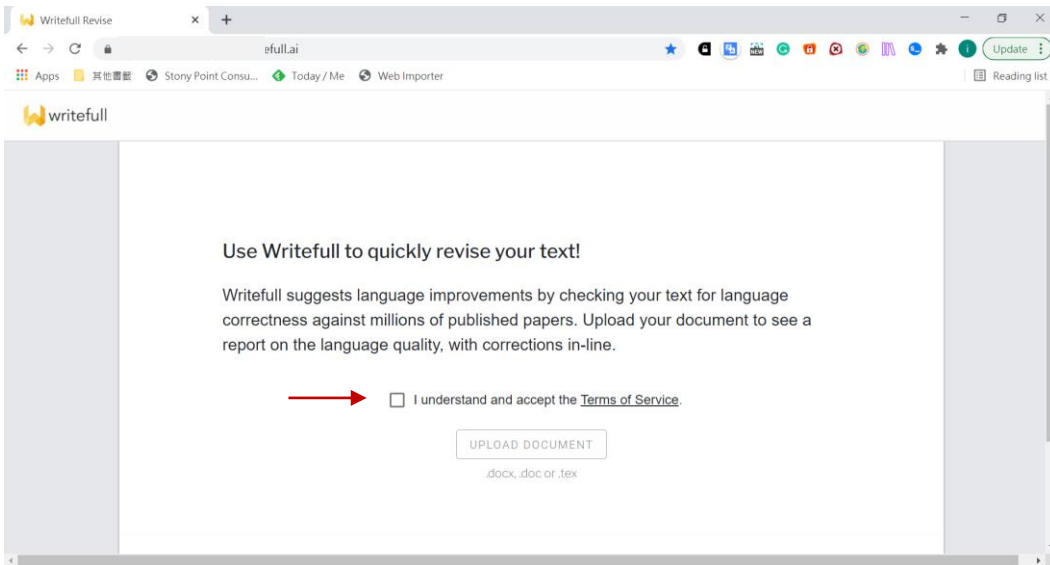 Writefull Revise
efull.ai
Update
Apps
其他書籤
Stony Point Consu...
Today / Me
Web Importer
Reading list
writefull
Use Writefull to quickly revise your text!
Writefull suggests language improvements by checking your text for language
correctness against millions of published papers. Upload your document to see a
report on the language quality, with corrections in-line.
I understand and accept the Terms of Service.
UPLOAD DOCUMENT
.docx, .doc or .tex